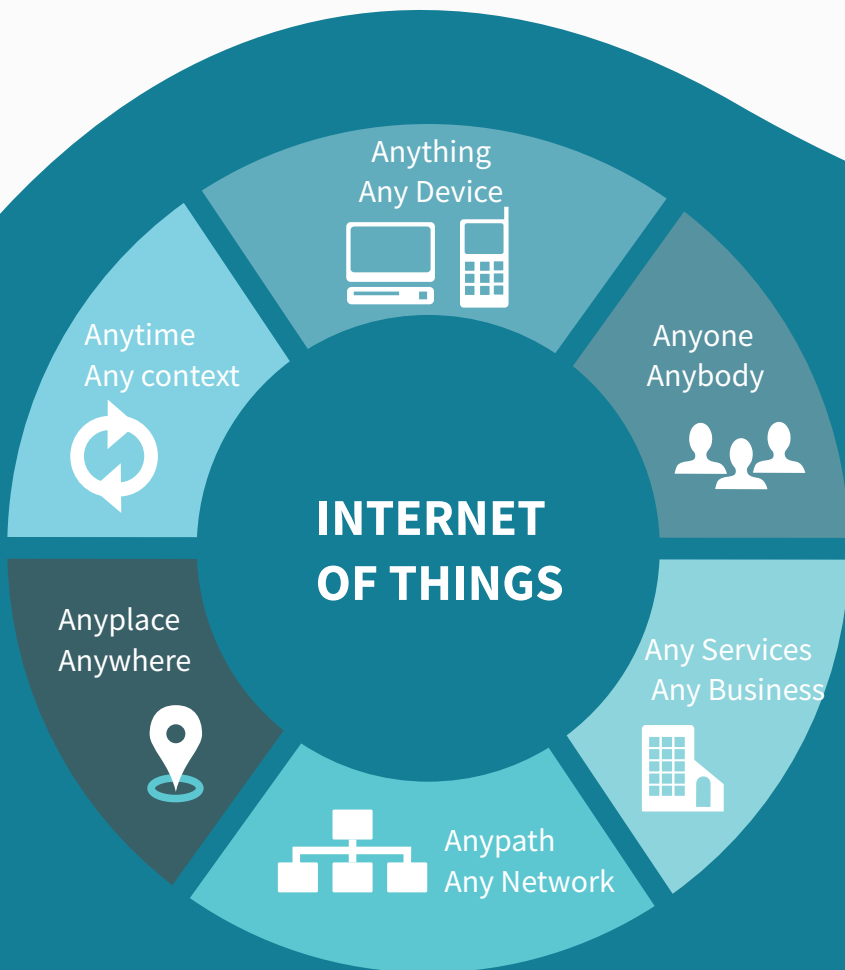 Anything
Any Device
Anyone
Anybody
Any Services
Any Business
Anypath
Any Network
Anyplace
Anywhere
Anytime
Any context
INTERNET
OF THINGS